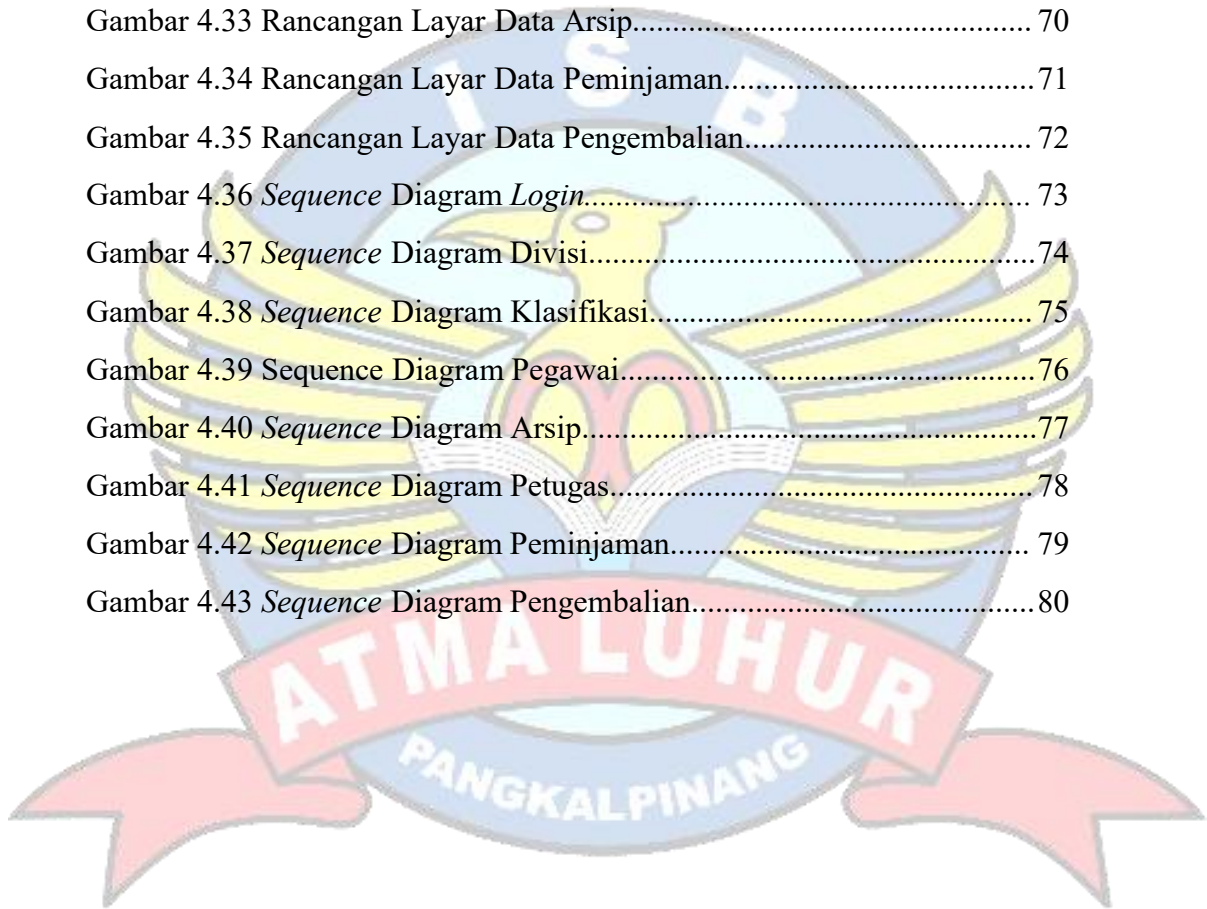 Gambar 4.33 Rancangan Layar Data Arsip.......................................................... 70
Gambar 4.34 Rancangan Layar Data Peminjaman............................................. 71
Gambar 4.35 Rancangan Layar Data Pengembalian.......................................... 72
Gambar 4.36 Sequence Diagram Login............................................................... 73
Gambar 4.37 Sequence Diagram Divisi................................................................74
Gambar 4.38 Sequence Diagram Klasifikasi....................................................... 75
Gambar 4.39 Sequence Diagram Pegawai............................................................76
Gambar 4.40 Sequence Diagram Arsip.................................................................77
Gambar 4.41 Sequence Diagram Petugas............................................................. 78
Gambar 4.42 Sequence Diagram Peminjaman.................................................... 79
Gambar 4.43 Sequence Diagram Pengembalian..................................................80
I S B
ATMA LUHUR
PANGKALPINANG